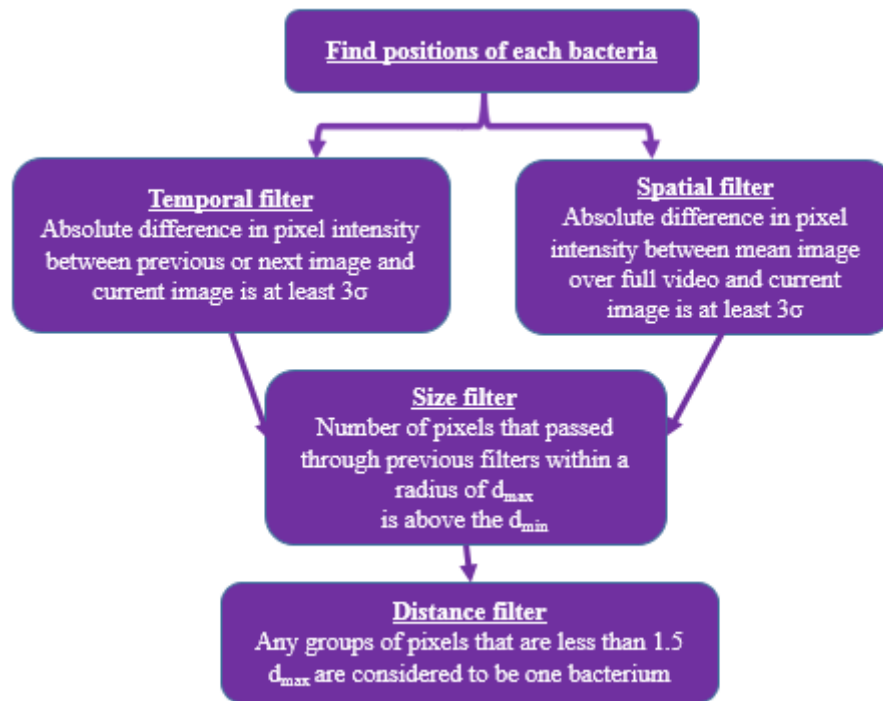 Find positions of each bacteria
Temporal filter
Absolute difference in pixel intensity
between previous or next image and
current image is at least 3σ
Spatial filter
Absolute difference in pixel
intensity between mean image
over full video and current
image is at least 3σ
Size filter
Number of pixels that passed
through previous filters within a
radius of dmax
is above the dmin
Distance filter
Any groups of pixels that are less than 1.5
dmax are considered to be one bacterium